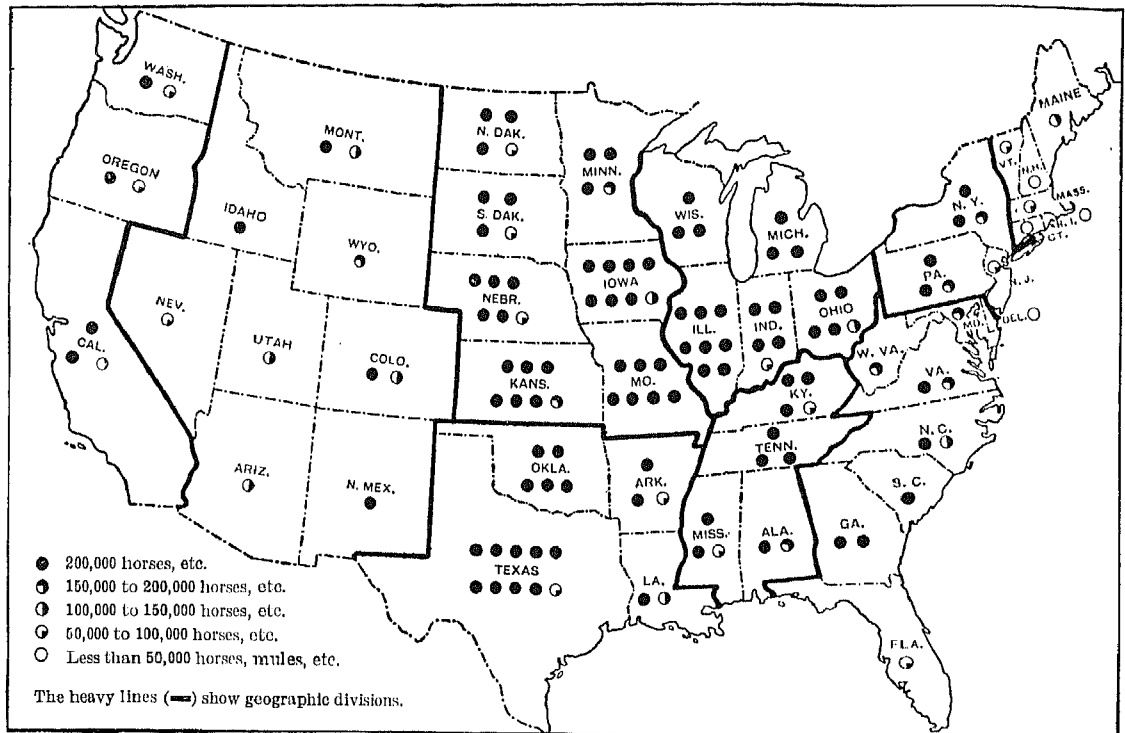 WASH.
MONT.
N. DAK.
MINN.
MAINE
VT.
N.H.
OREGON
IDAHO
WYO.
S. DAK.
WIS.
MICH.
N. Y.
MASS.
R. I.
CT.
NEV.
UTAH
COLO.
NEBR.
IOWA
ILL.
IND.
OHIO
PA.
N. J.
CAL.
KANS.
MO.
KY.
W. VA.
MD.
DEL.
VA.
ARIZ.
N. MEX.
OKLA.
ARK.
TENN.
N. C.
S. C.
TEXAS
LA.
MISS.
ALA.
GA.
FLA.
200,000 horses, etc.
150,000 to 200,000 horses, etc.
100,000 to 150,000 horses, etc.
50,000 to 100,000 horses, etc.
Less than 50,000 horses, mules, etc.
The heavy lines (▬) show geographic divisions.